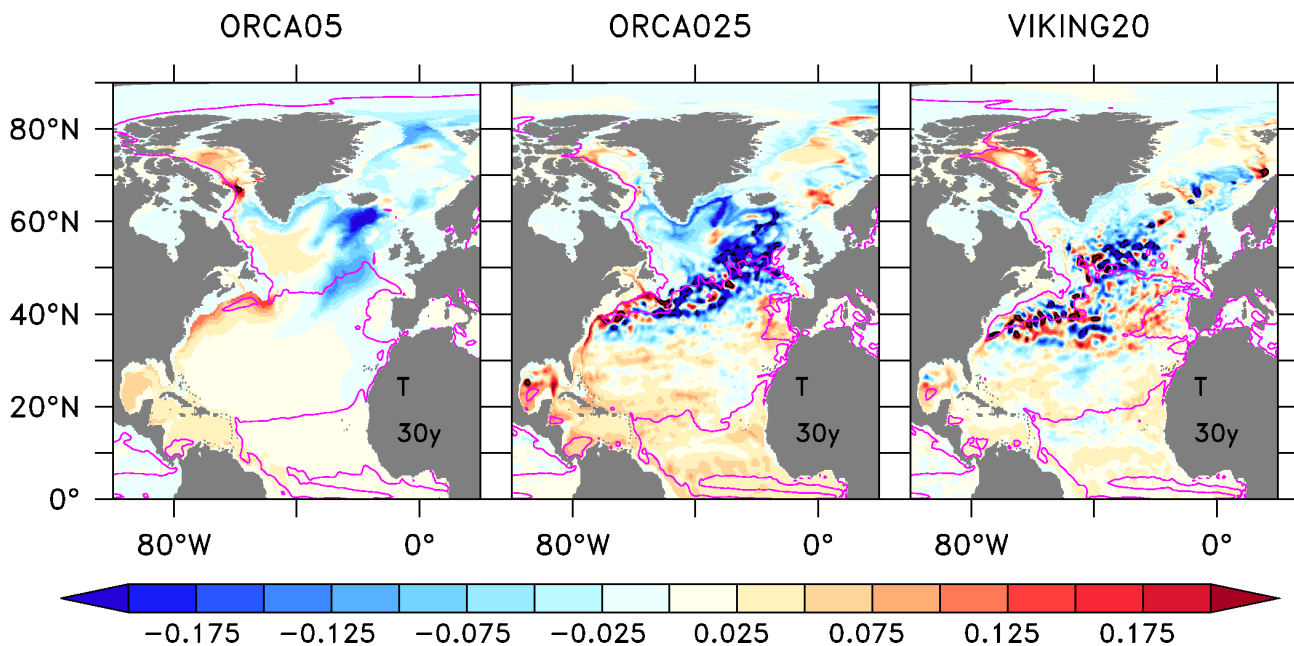 ORCA05 ORCA025 VIKING20
80°N
60°N
40°N
20°N
0°
T T T
30y 30y 30y
80°W 0° 80°W 0° 80°W 0°
−0.175 −0.125 −0.075 −0.025 0.025 0.075 0.125 0.175